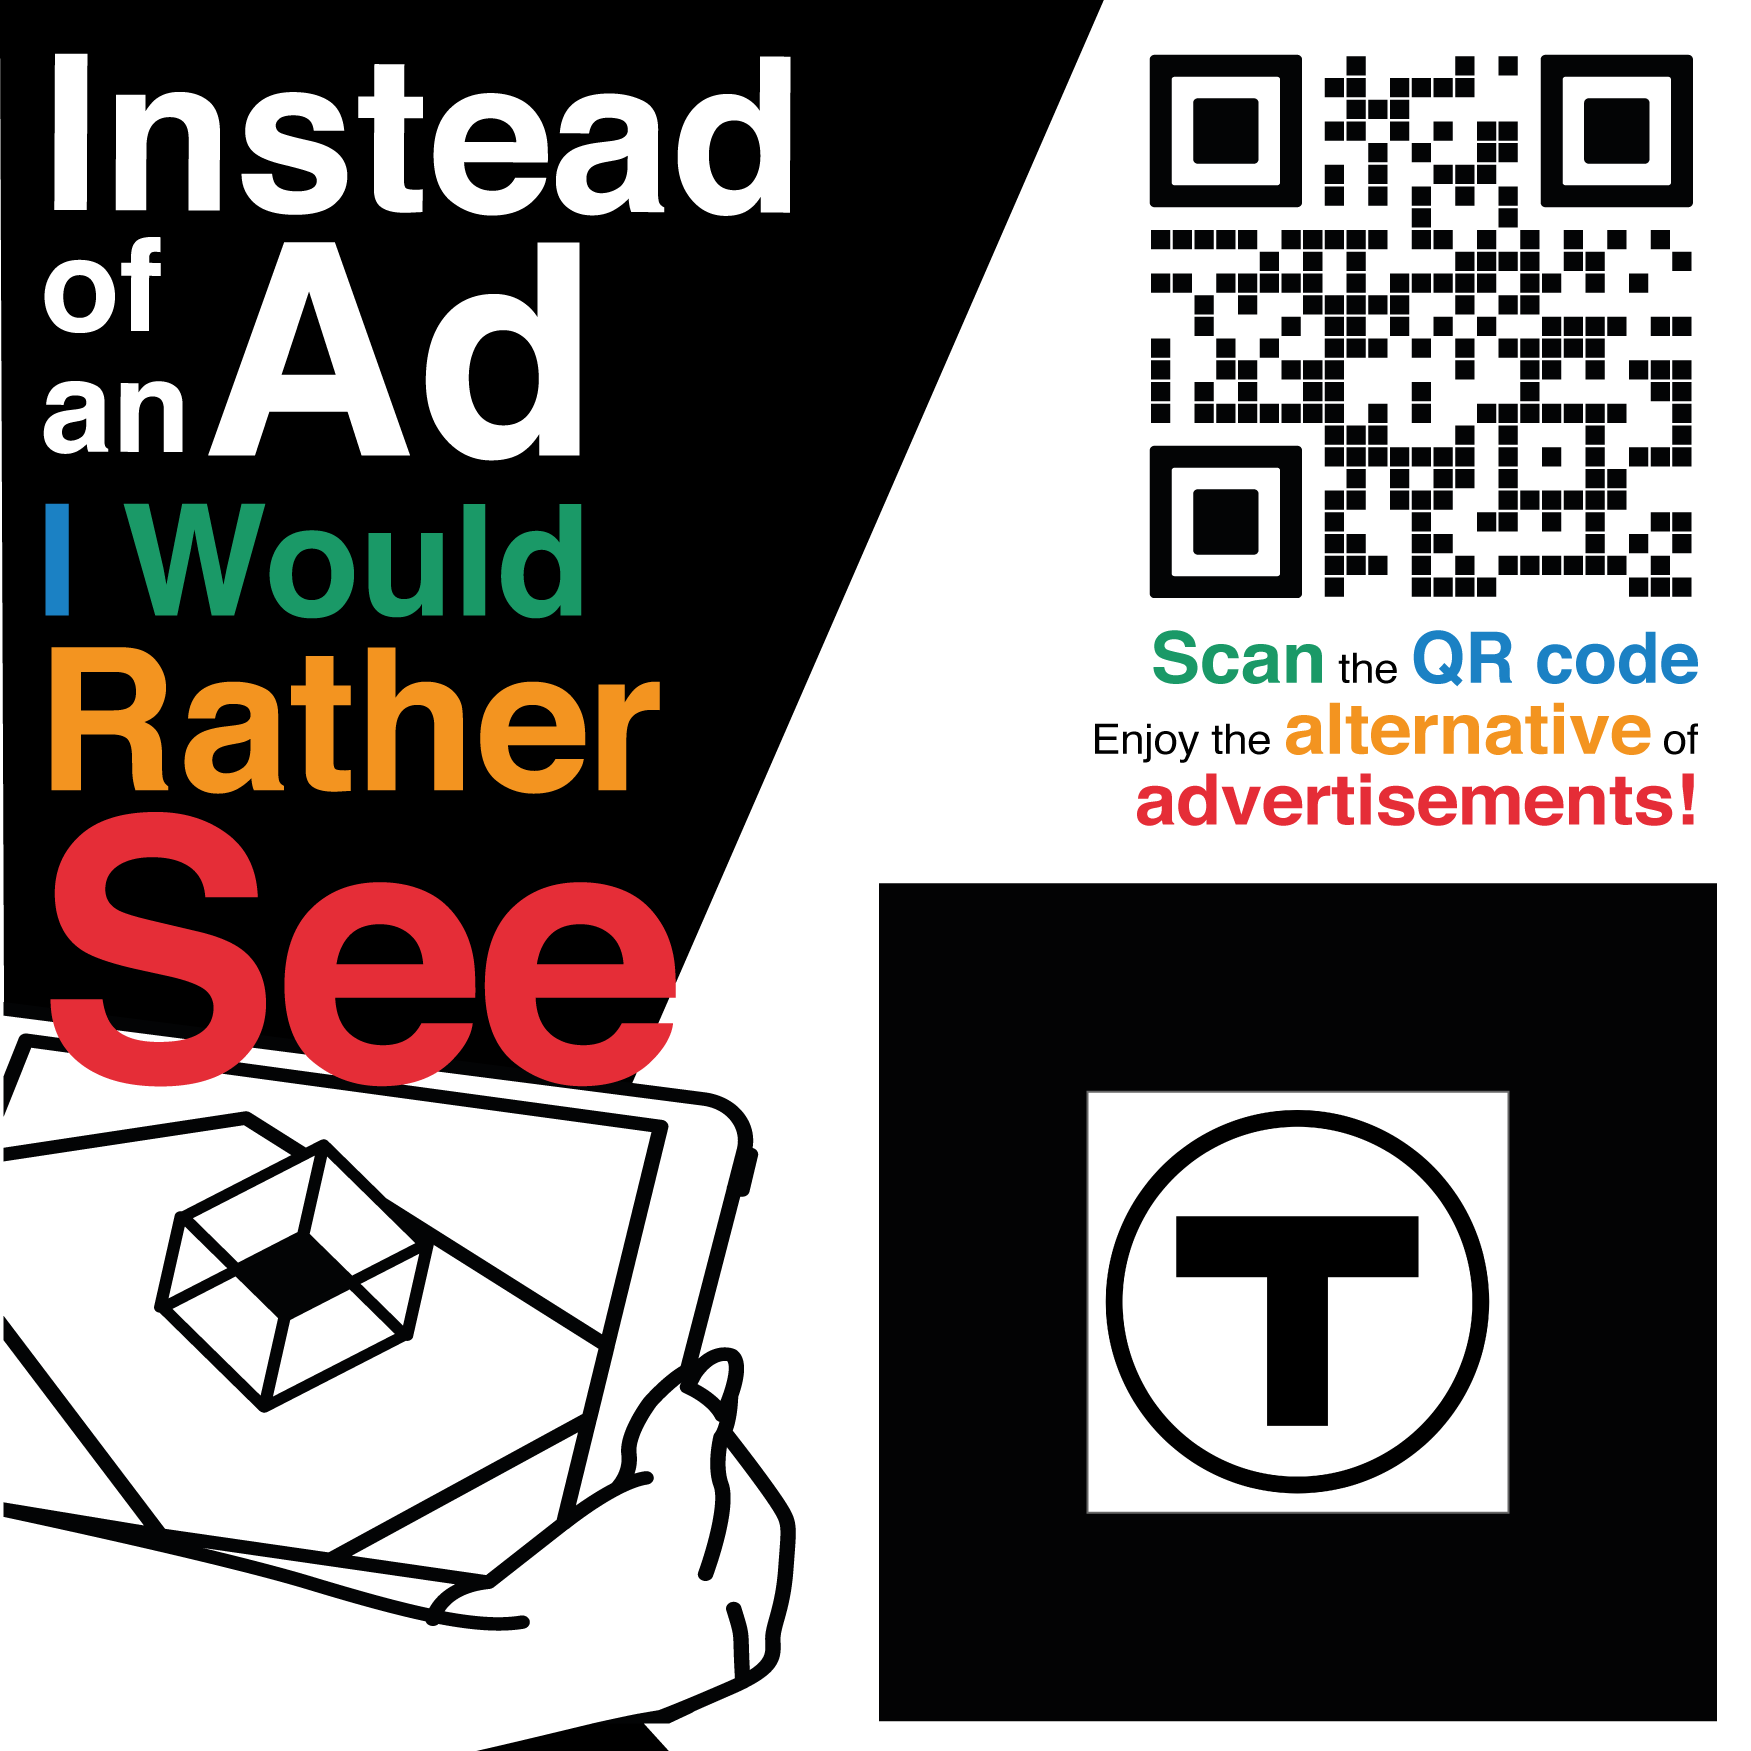 Instead
of
an Ad
I Would
Rather
See
Scan the QR code
Enjoy the alternative of
advertisements!
T